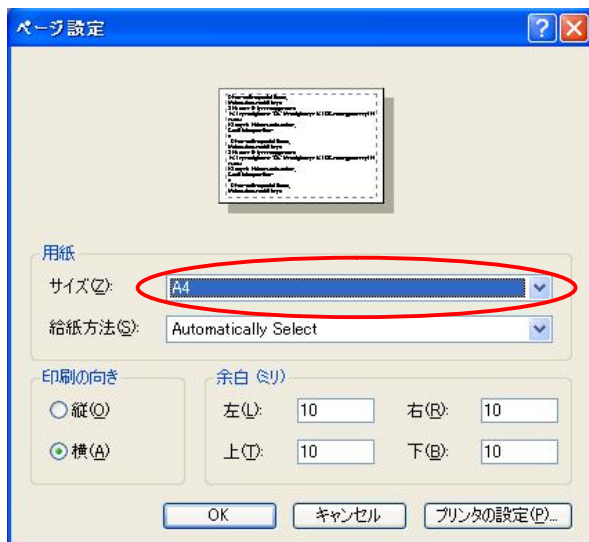 ページ設定
用紙
サイズ(Z):
A4
給紙方法(S):
Automatically Select
印刷の向き
縦(O)
横(A)
余白 (ミリ)
左(L): 10 右(R): 10
上(T): 10 下(B): 10
OK キャンセル プリンタの設定(P)...